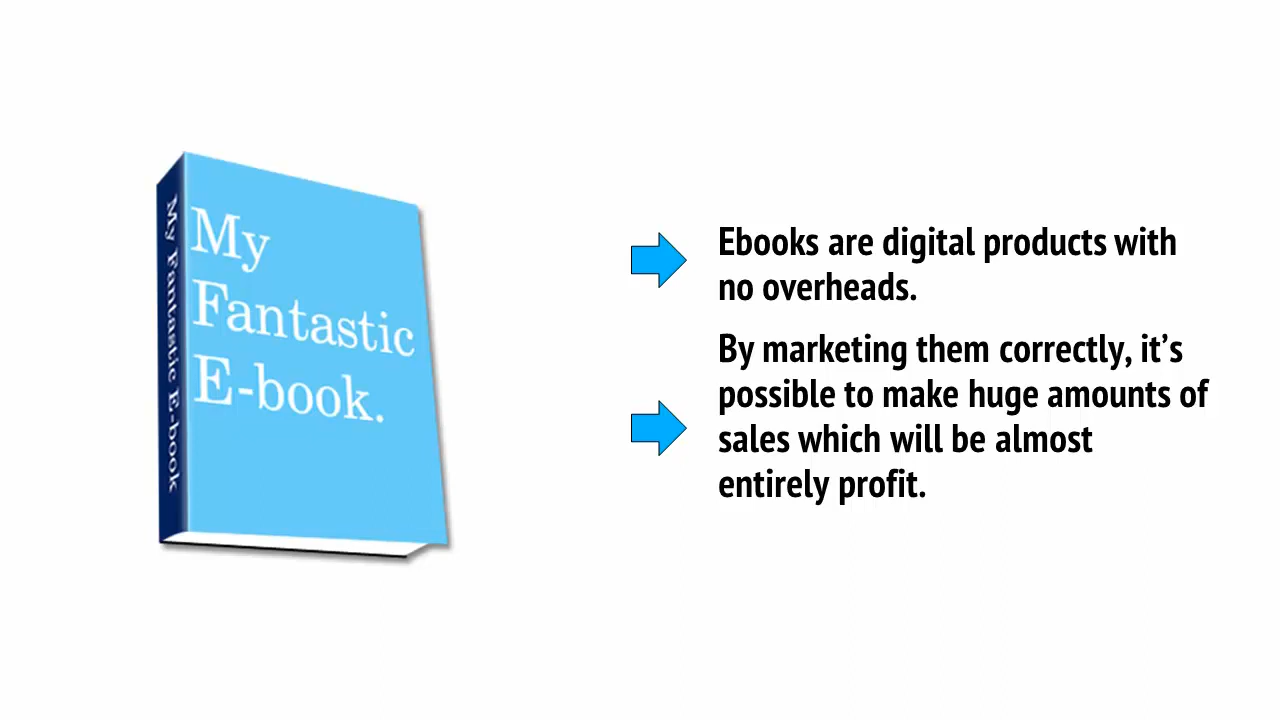 My Fantastic E-book
My
Fantastic
E-book.
Ebooks are digital products with
no overheads.
By marketing them correctly, it’s
possible to make huge amounts of
sales which will be almost
entirely profit.